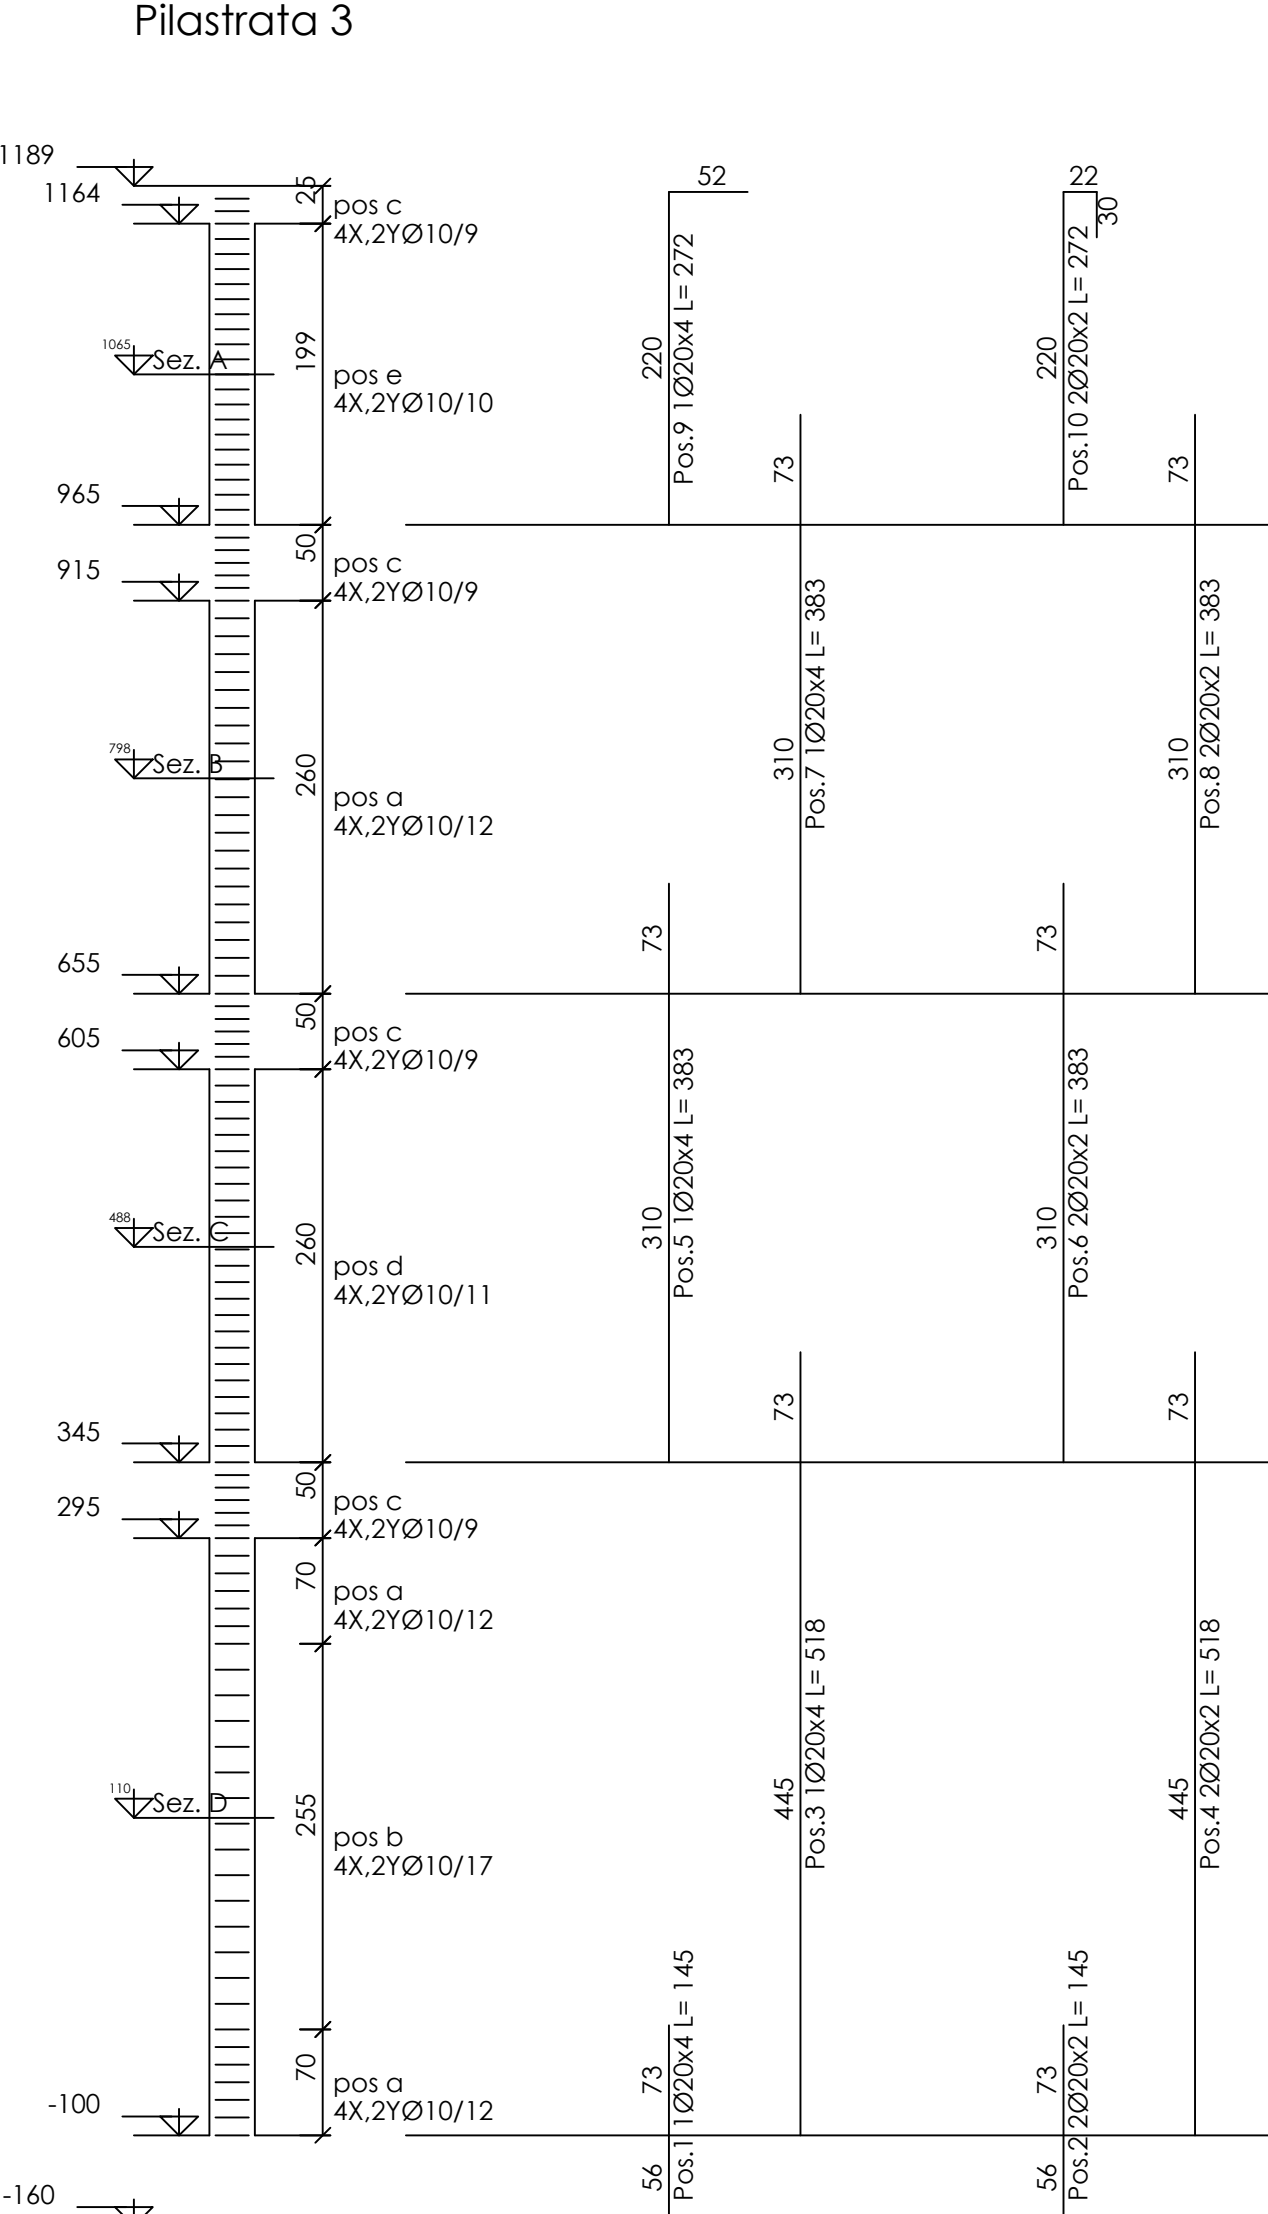 Pilastrata 3
1189
1164
25
pos c
4X,2YØ10/9
52
22
30
1065
Sez. A
199
pos e
4X,2YØ10/10
220
Pos.9 1Ø20x4 L= 272
220
Pos.10 2Ø20x2 L= 272
73
73
965
50
915
pos c
4X,2YØ10/9
798
Sez. B
260
pos a
4X,2YØ10/12
310
Pos.7 1Ø20x4 L= 383
310
Pos.8 2Ø20x2 L= 383
73
73
655
50
605
pos c
4X,2YØ10/9
488
Sez. C
260
pos d
4X,2YØ10/11
310
Pos.5 1Ø20x4 L= 383
310
Pos.6 2Ø20x2 L= 383
73
73
345
50
295
pos c
4X,2YØ10/9
70
pos a
4X,2YØ10/12
110
Sez. D
255
pos b
4X,2YØ10/17
445
Pos.3 1Ø20x4 L= 518
445
Pos.4 2Ø20x2 L= 518
70
pos a
4X,2YØ10/12
73
Pos.1 1Ø20x4 L= 145
73
Pos.2 2Ø20x2 L= 145
-100
56
56
-160